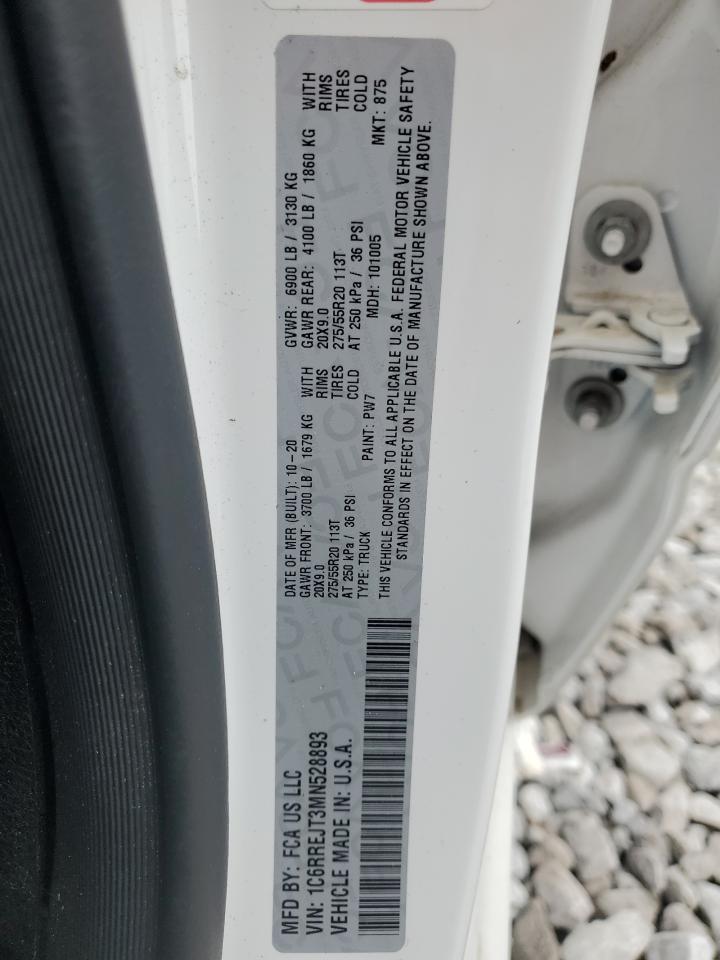 MFD BY: FCA US LLC
DATE OF MFR (BUILT): 10-20
GVWR: 6900 LB / 3130 KG
GAWR FRONT: 3700 LB / 1679 KG WITH
GAWR REAR: 4100 LB / 1860 KG WITH
20X9.0 RIMS
20X9.0 RIMS
275/55R20 113T TIRES
275/55R20 113T TIRES
AT 250 kPa / 36 PSI COLD
AT 250 kPa / 36 PSI COLD
VIN: 1C6RREJT3MN528893
TYPE: TRUCK
PAINT: PW7
MDH: 101005
MKT: 875
VEHICLE MADE IN: U.S.A.
THIS VEHICLE CONFORMS TO ALL APPLICABLE U.S.A. FEDERAL MOTOR VEHICLE SAFETY
STANDARDS IN EFFECT ON THE DATE OF MANUFACTURE SHOWN ABOVE.